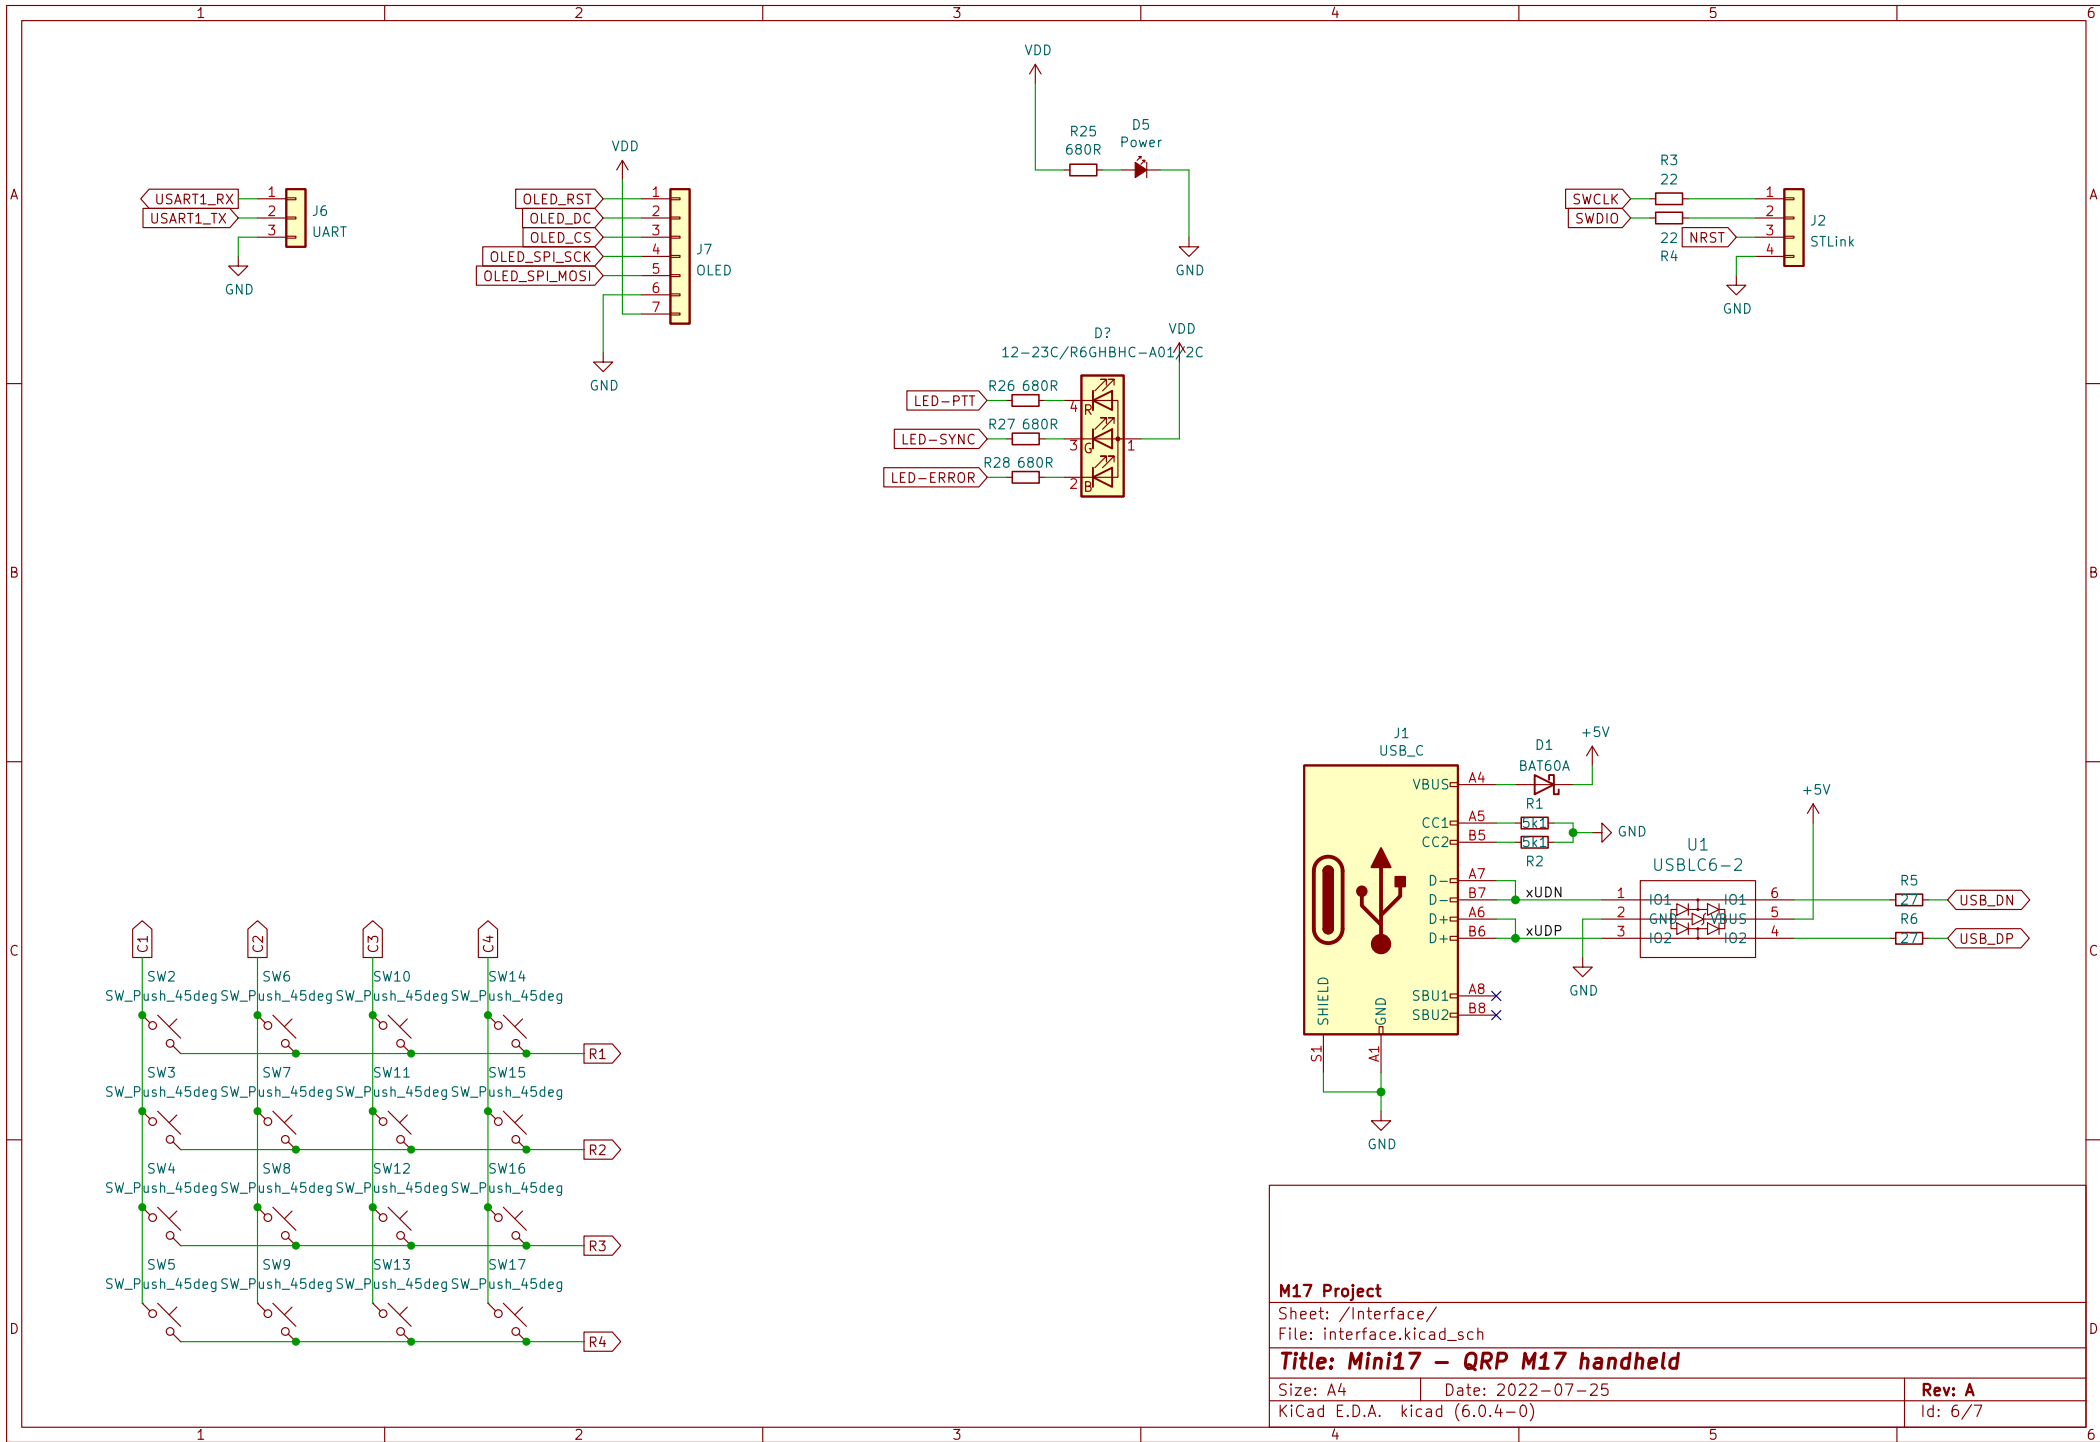 1 2 3 4 5 6
A
B
C
D
USART1_RX 1
USART1_TX 2
3
J6
UART
GND
VDD
OLED_RST 1
OLED_DC 2
OLED_CS 3
OLED_SPI_SCK 4
OLED_SPI_MOSI 5
6
7
J7
OLED
GND
VDD
R25
680R
D5
Power
GND
D?
12-23C/R6GHBHC-A01/2C
VDD
LED-PTT R26 680R 4 R
LED-SYNC R27 680R 3 G 1
LED-ERROR R28 680R 2 B
R3
22
SWCLK 1
SWDIO 2
22 NRST 3
R4 4
J2
STLink
GND
J1
USB_C
VBUS A4
D1
BAT60A
+5V
R1
CC1 A5 5k1
CC2 B5 5k1
R2
GND
D- A7
D- B7 xUDN
D+ A6
D+ B6 xUDP
SBU1 A8
SBU2 B8
SHIELD GND
S1 A1
GND
+5V
U1
USBLC6-2
1 IO1 IO1 6
2 GND VBUS 5
3 IO2 IO2 4
GND
R5
27 USB_DN
R6
27 USB_DP
C1 C2 C3 C4
SW2 SW6 SW10 SW14
SW_Push_45deg SW_Push_45deg SW_Push_45deg SW_Push_45deg
R1
SW3 SW7 SW11 SW15
SW_Push_45deg SW_Push_45deg SW_Push_45deg SW_Push_45deg
R2
SW4 SW8 SW12 SW16
SW_Push_45deg SW_Push_45deg SW_Push_45deg SW_Push_45deg
R3
SW5 SW9 SW13 SW17
SW_Push_45deg SW_Push_45deg SW_Push_45deg SW_Push_45deg
R4
M17 Project
Sheet: /Interface/
File: interface.kicad_sch
Title: Mini17 – QRP M17 handheld
Size: A4 Date: 2022-07-25 Rev: A
KiCad E.D.A. kicad (6.0.4-0) Id: 6/7
A
B
C
D
1 2 3 4 5 6